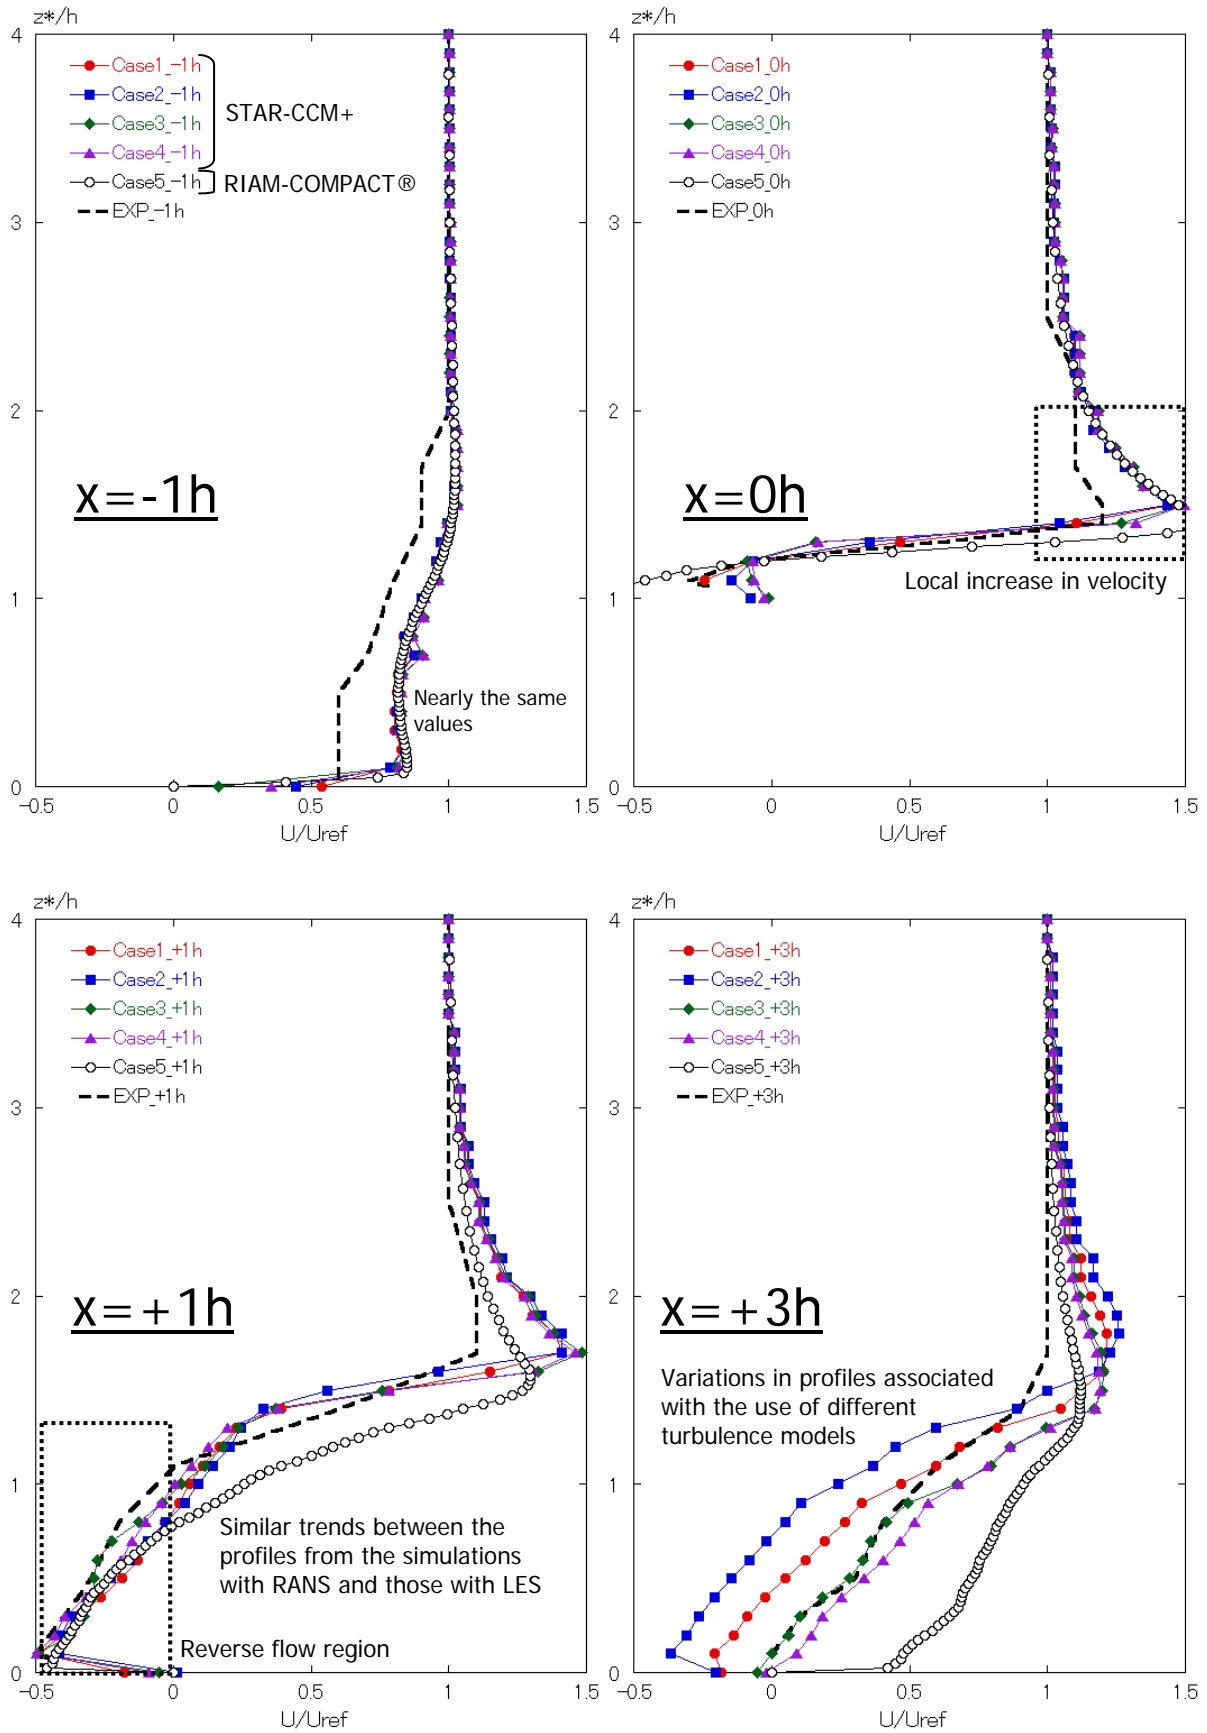 z*/h
4
3
2
1
0
Case1_-1h
Case2_-1h
Case3_-1h
Case4_-1h
Case5_-1h
EXP_-1h
STAR-CCM+
RIAM-COMPACT®
x=-1h
Nearly the same
values
-0.5 0 0.5 1 1.5
U/Uref
z*/h
4
3
2
1
0
Case1_0h
Case2_0h
Case3_0h
Case4_0h
Case5_0h
EXP_0h
x=0h
Local increase in velocity
-0.5 0 0.5 1 1.5
U/Uref
z*/h
4
3
2
1
0
Case1_+1h
Case2_+1h
Case3_+1h
Case4_+1h
Case5_+1h
EXP_+1h
x=+1h
Similar trends between the
profiles from the simulations
with RANS and those with LES
Reverse flow region
-0.5 0 0.5 1 1.5
U/Uref
z*/h
4
3
2
1
0
Case1_+3h
Case2_+3h
Case3_+3h
Case4_+3h
Case5_+3h
EXP_+3h
x=+3h
Variations in profiles associated
with the use of different
turbulence models
-0.5 0 0.5 1 1.5
U/Uref